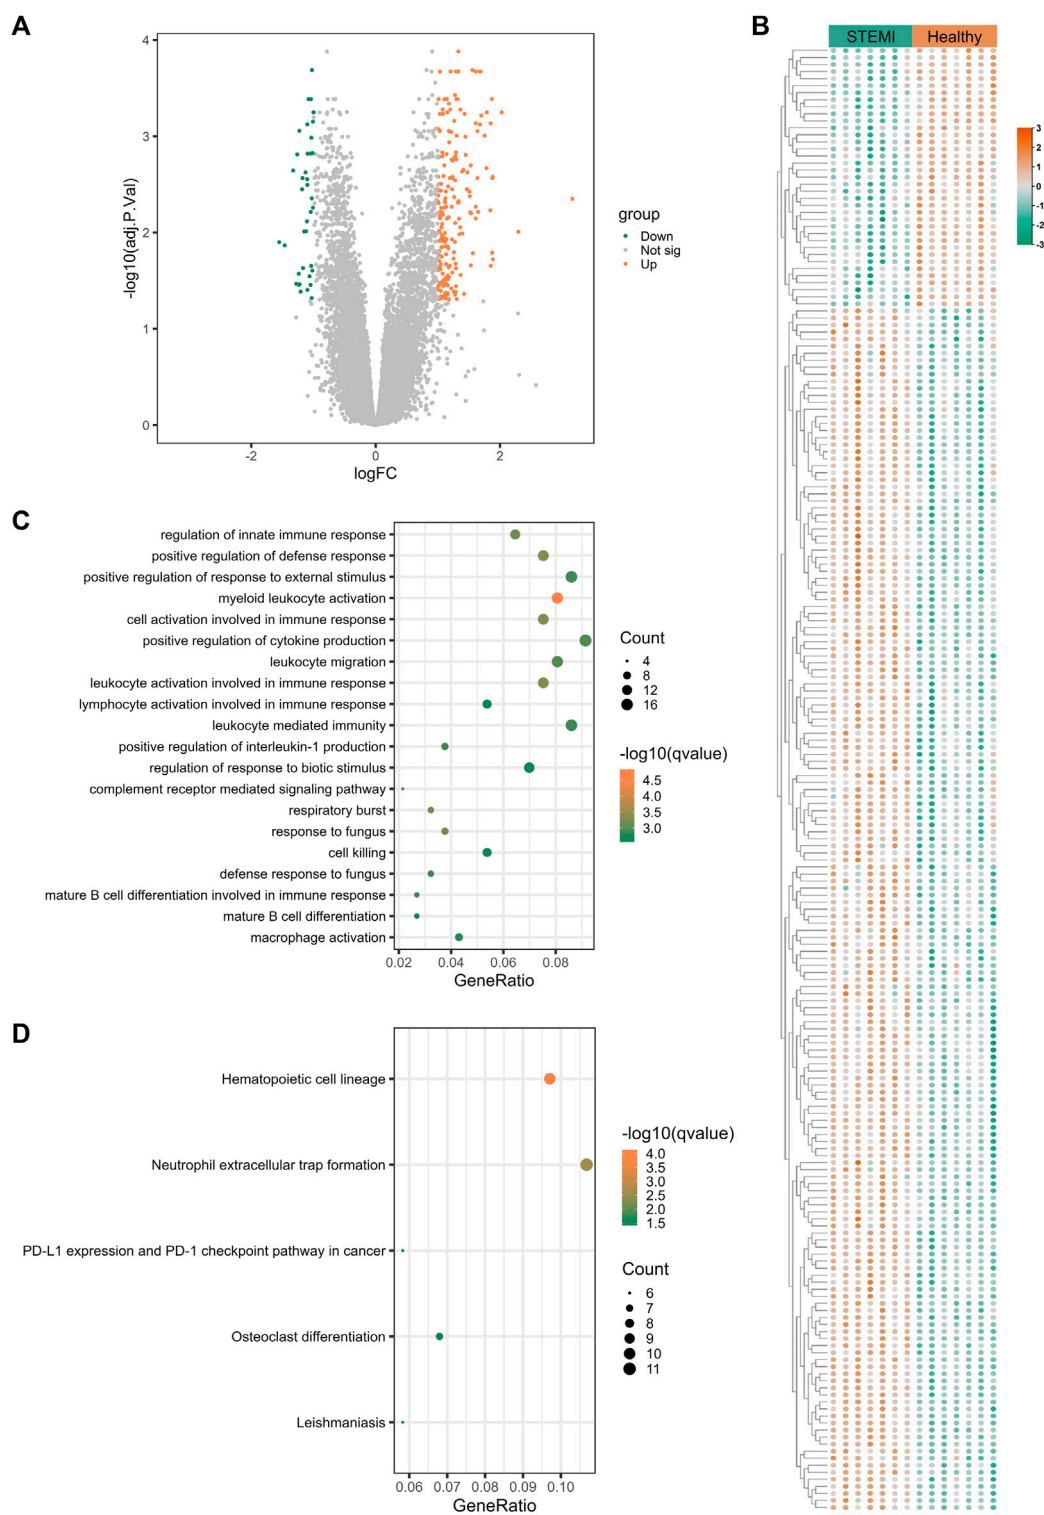 A
4
3
2
1
0
-log10(adj.P.Val)
-2
0
2
logFC
group
Down
Not sig
Up
B
STEMI
Healthy
3
2
1
0
-1
-2
-3
C
regulation of innate immune response
positive regulation of defense response
positive regulation of response to external stimulus
myeloid leukocyte activation
cell activation involved in immune response
positive regulation of cytokine production
leukocyte migration
leukocyte activation involved in immune response
lymphocyte activation involved in immune response
leukocyte mediated immunity
positive regulation of interleukin-1 production
regulation of response to biotic stimulus
complement receptor mediated signaling pathway
respiratory burst
response to fungus
cell killing
defense response to fungus
mature B cell differentiation involved in immune response
mature B cell differentiation
macrophage activation
0.02
0.04
0.06
0.08
GeneRatio
Count
4
8
12
16
-log10(qvalue)
4.5
4.0
3.5
3.0
D
Hematopoietic cell lineage
Neutrophil extracellular trap formation
PD-L1 expression and PD-1 checkpoint pathway in cancer
Osteoclast differentiation
Leishmaniasis
0.06
0.07
0.08
0.09
0.10
GeneRatio
-log10(qvalue)
4.0
3.5
3.0
2.5
2.0
1.5
Count
6
7
8
9
10
11